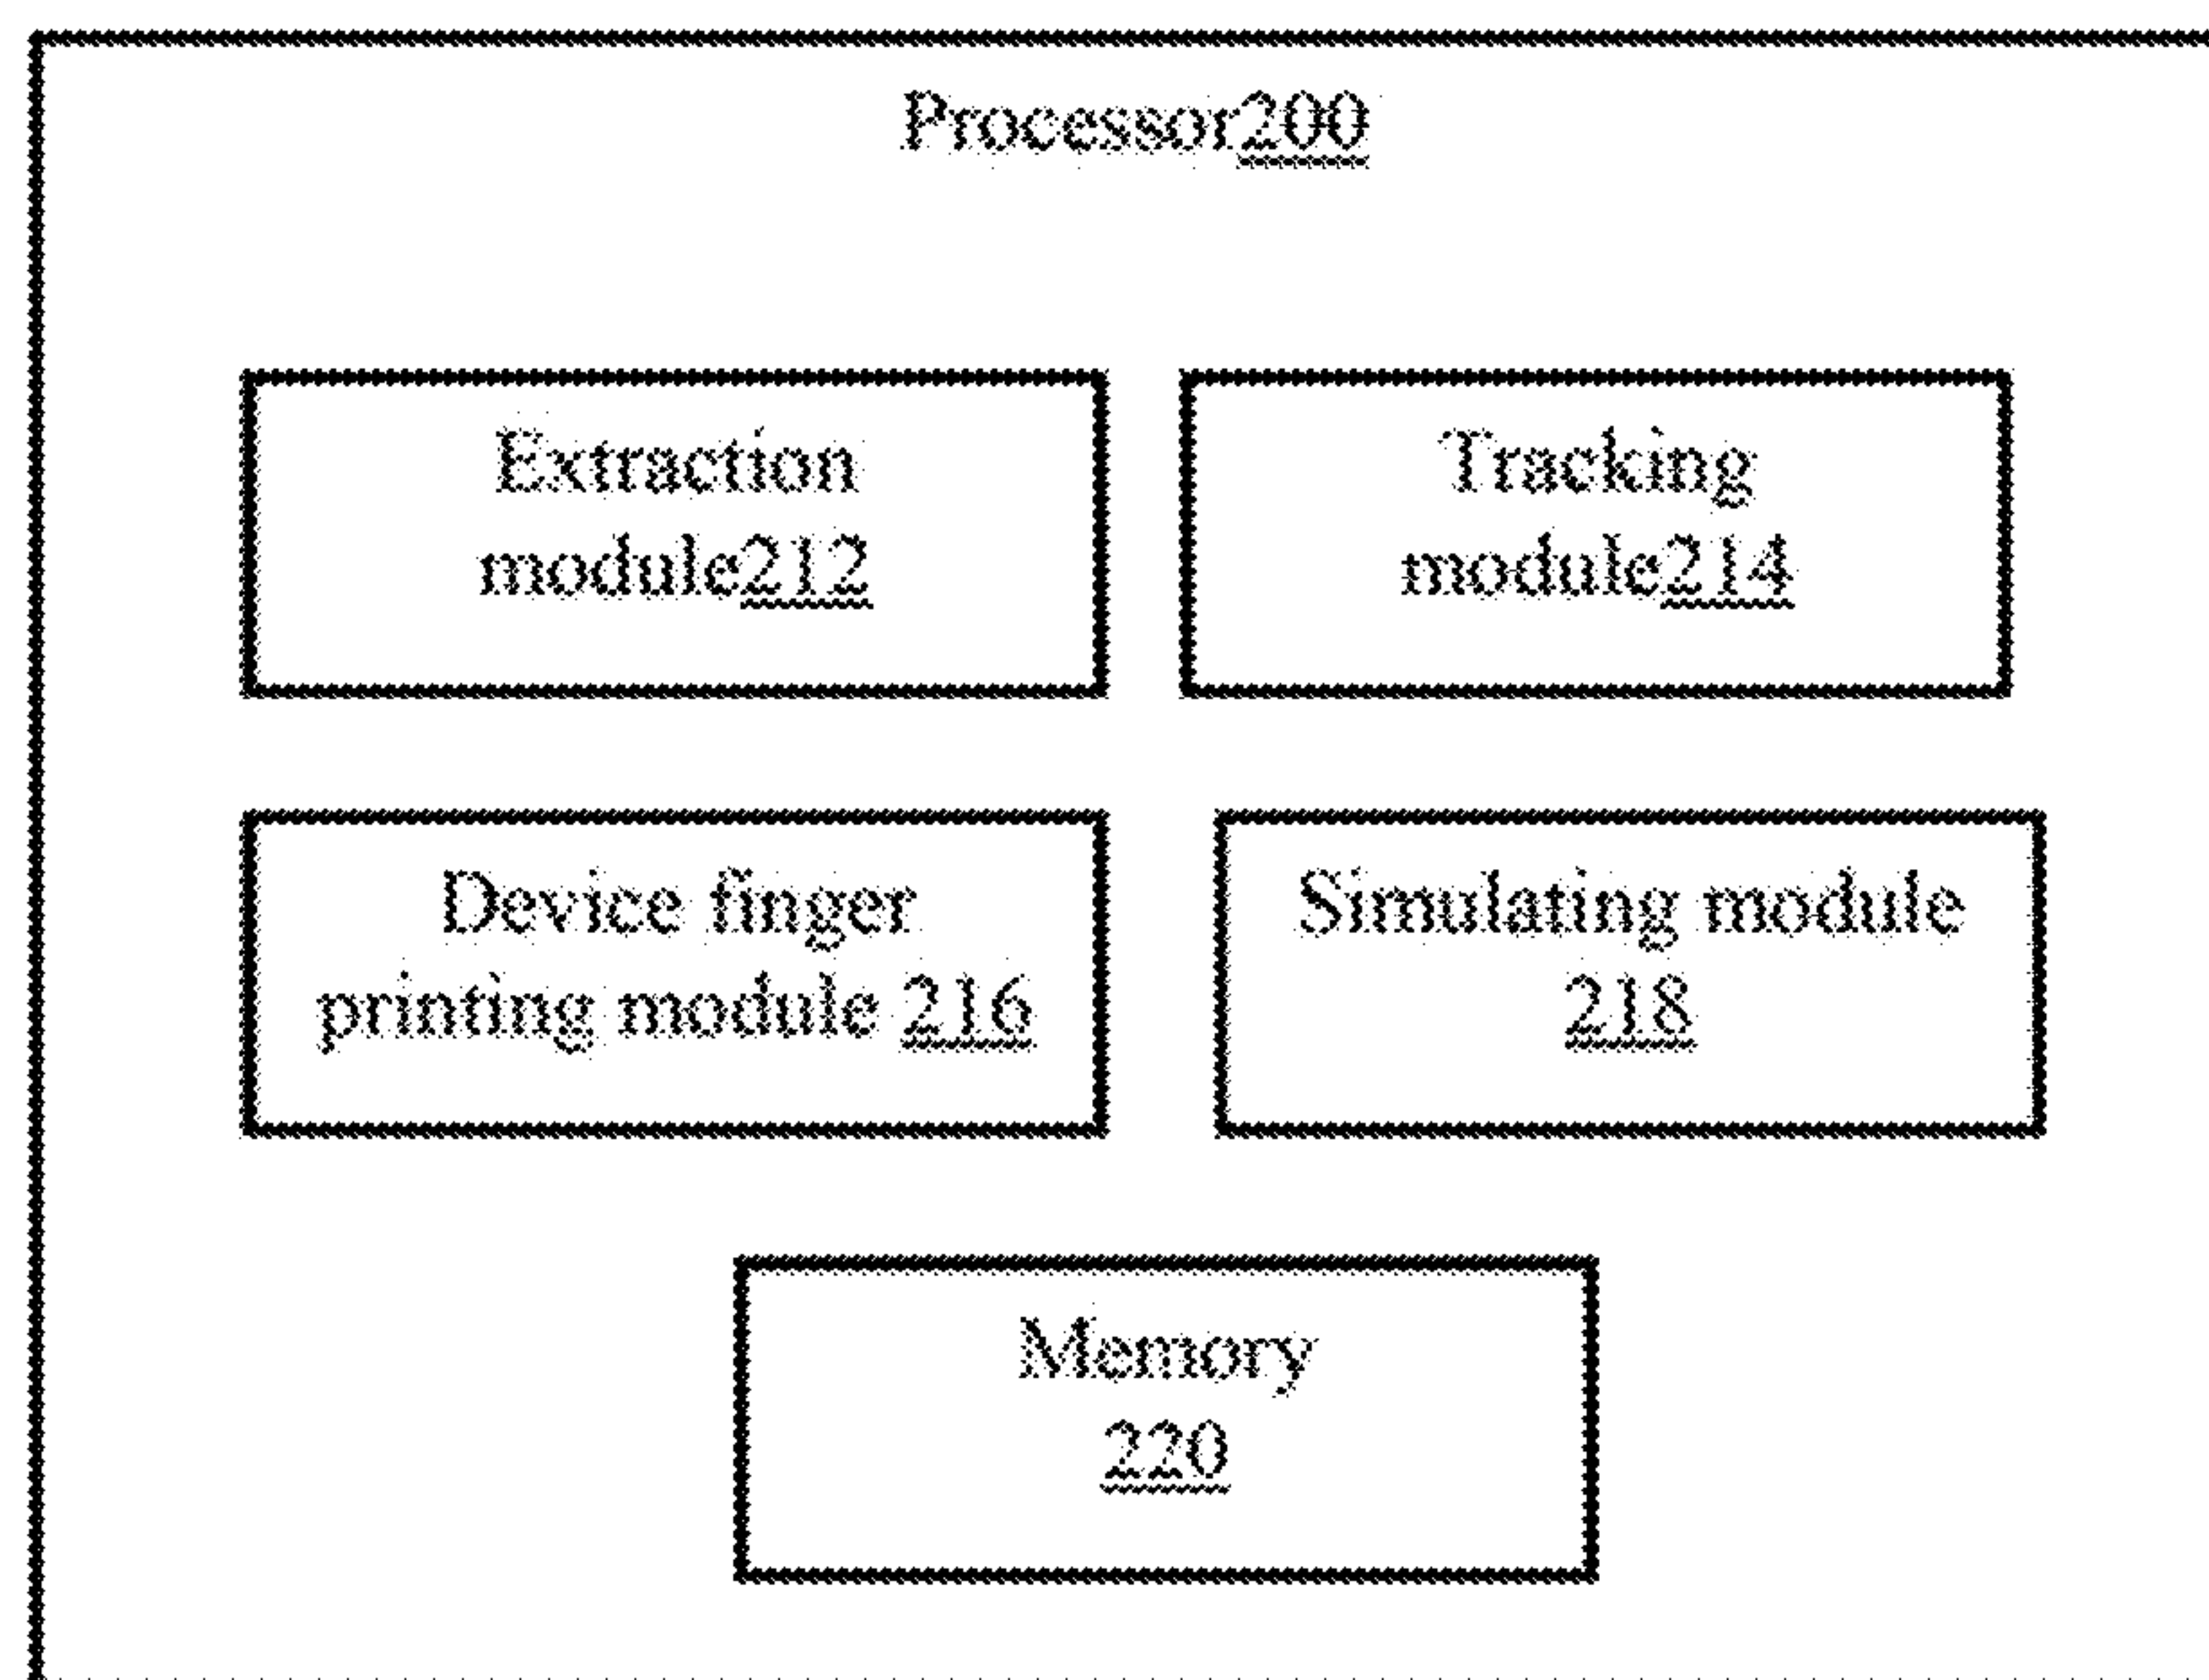 Processor200
Extraction
module212
Tracking
module214
Device finger
printing module 216
Simulating module
218
Memory
220